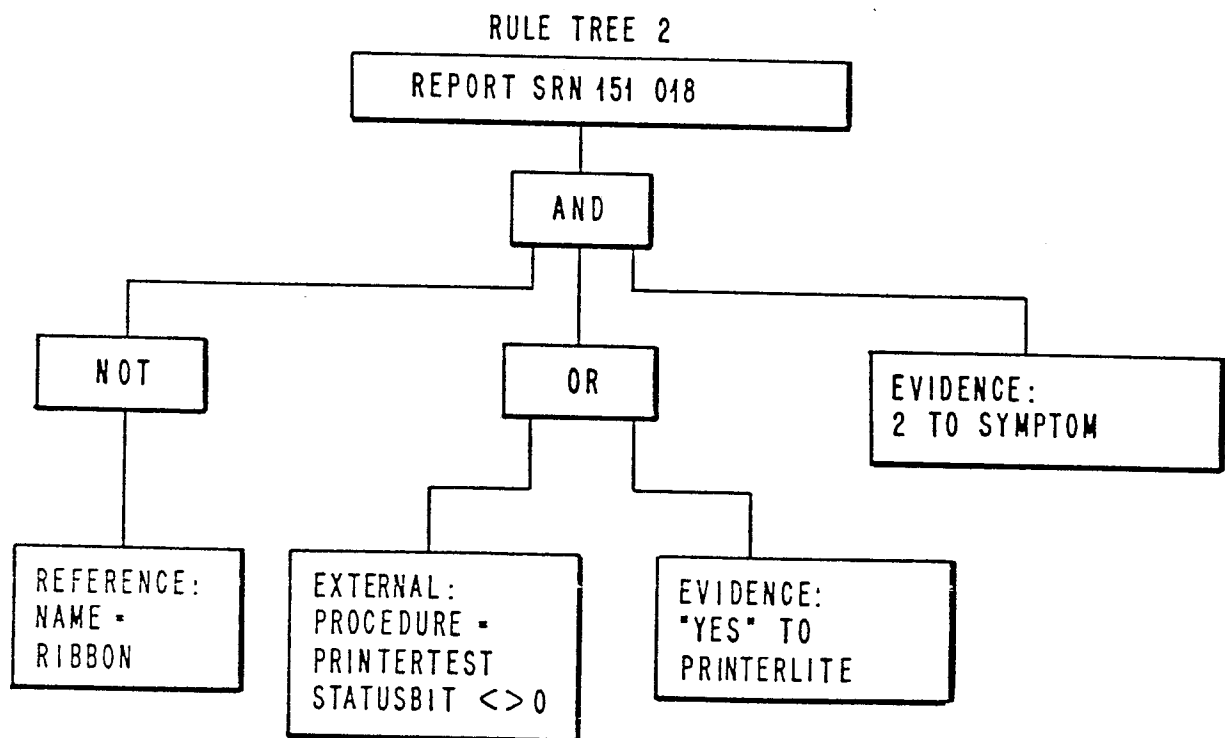 RULE TREE 2
REPORT SRN 151 018
AND
NOT
OR
EVIDENCE:
2 TO SYMPTOM
REFERENCE:
NAME =
RIBBON
EXTERNAL:
PROCEDURE =
PRINTERTEST
STATUSBIT <>0
EVIDENCE:
"YES" TO
PRINTERLITE